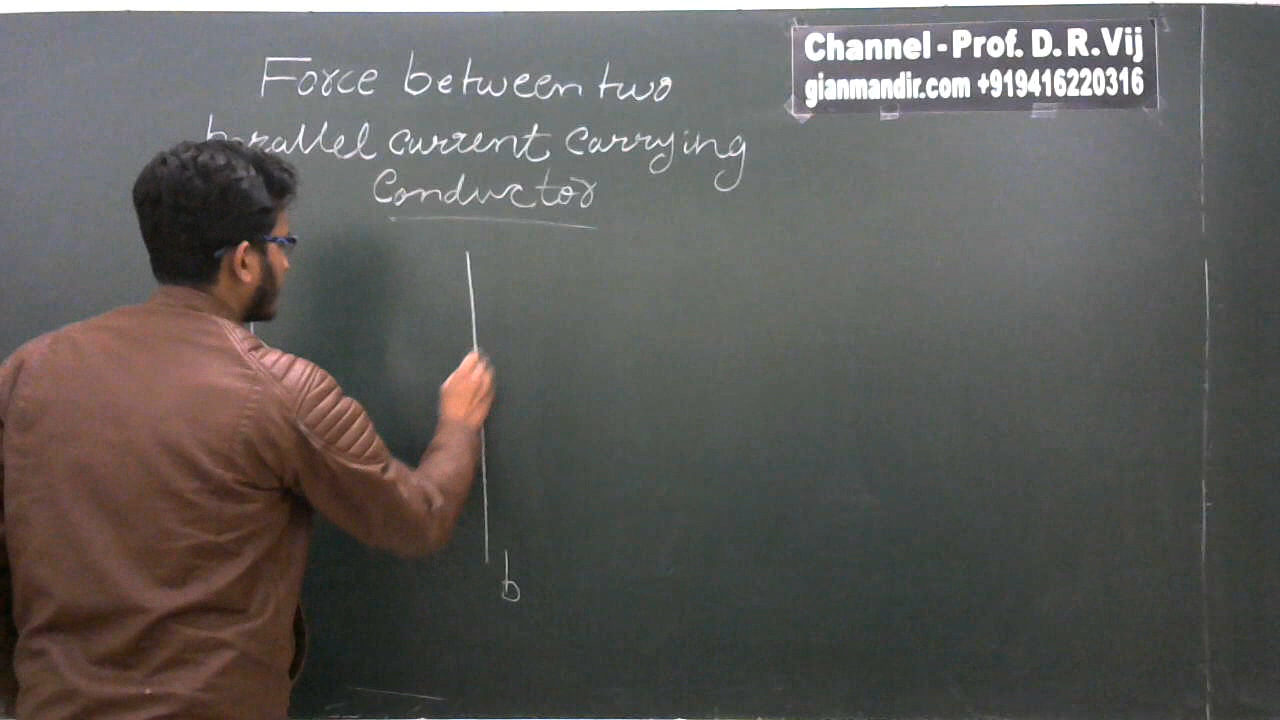 Force between two
parallel current carrying
Conductor
b
Channel - Prof. D. R. Vij
gianmandir.com +919416220316